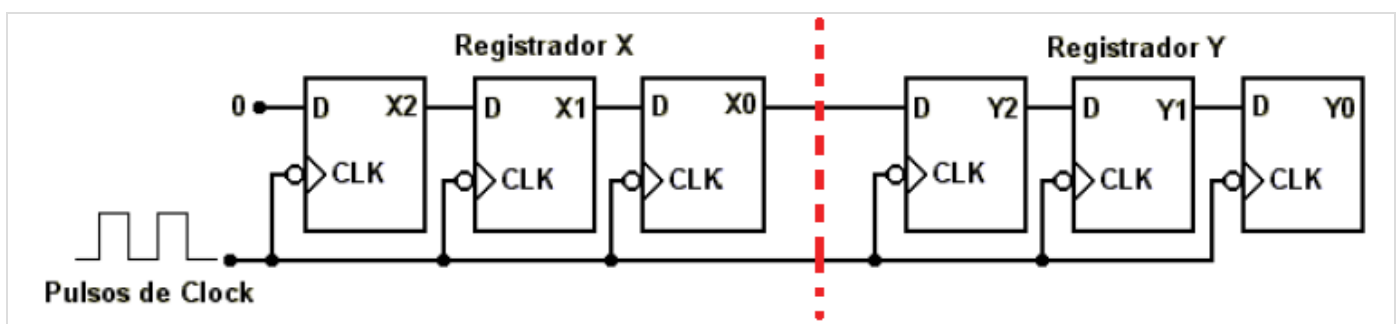 Registrador X
Registrador Y
0 D X2 D X1 D X0 D Y2 D Y1 D Y0
CLK CLK CLK CLK CLK CLK
Pulsos de Clock